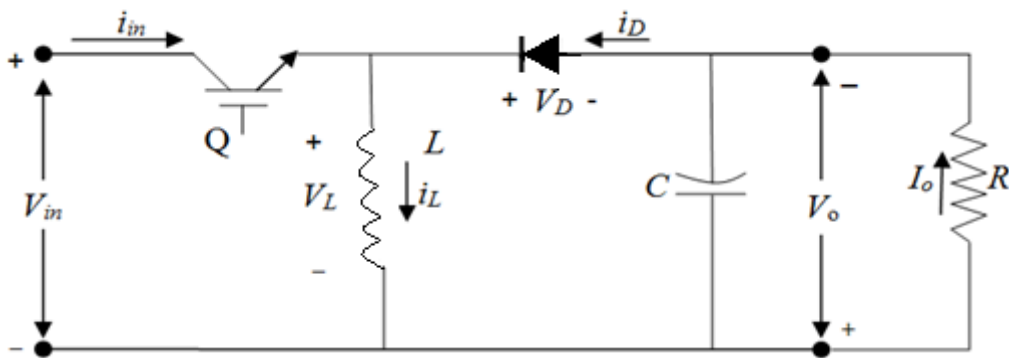 i_in
i_D
+
−
+ V_D -
Q
+
L
V_in
V_L
i_L
C
V_o
I_o
R
−
−
+